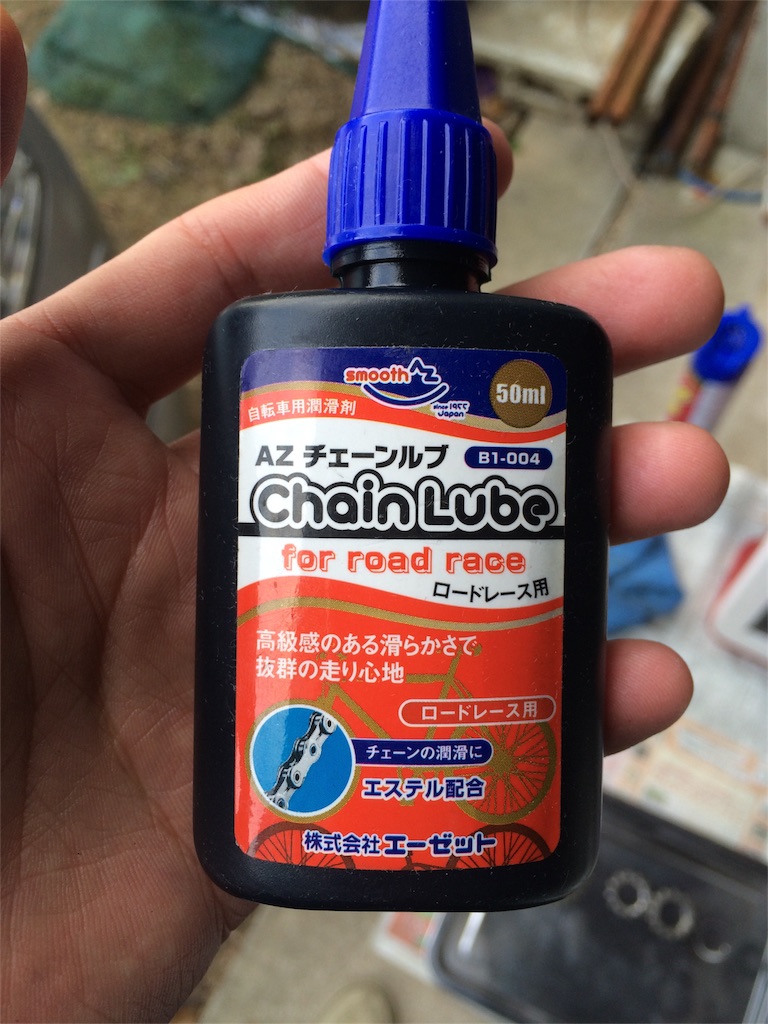 smooth AZ
since 1955
Japan
50ml
自転車用潤滑剤
AZ チェーンルブ
B1-004
Chain Lube
for road race
ロードレース用
高級感のある滑らかさで
抜群の走り心地
ロードレース用
チェーンの潤滑に
エステル配合
株式会社エーゼット